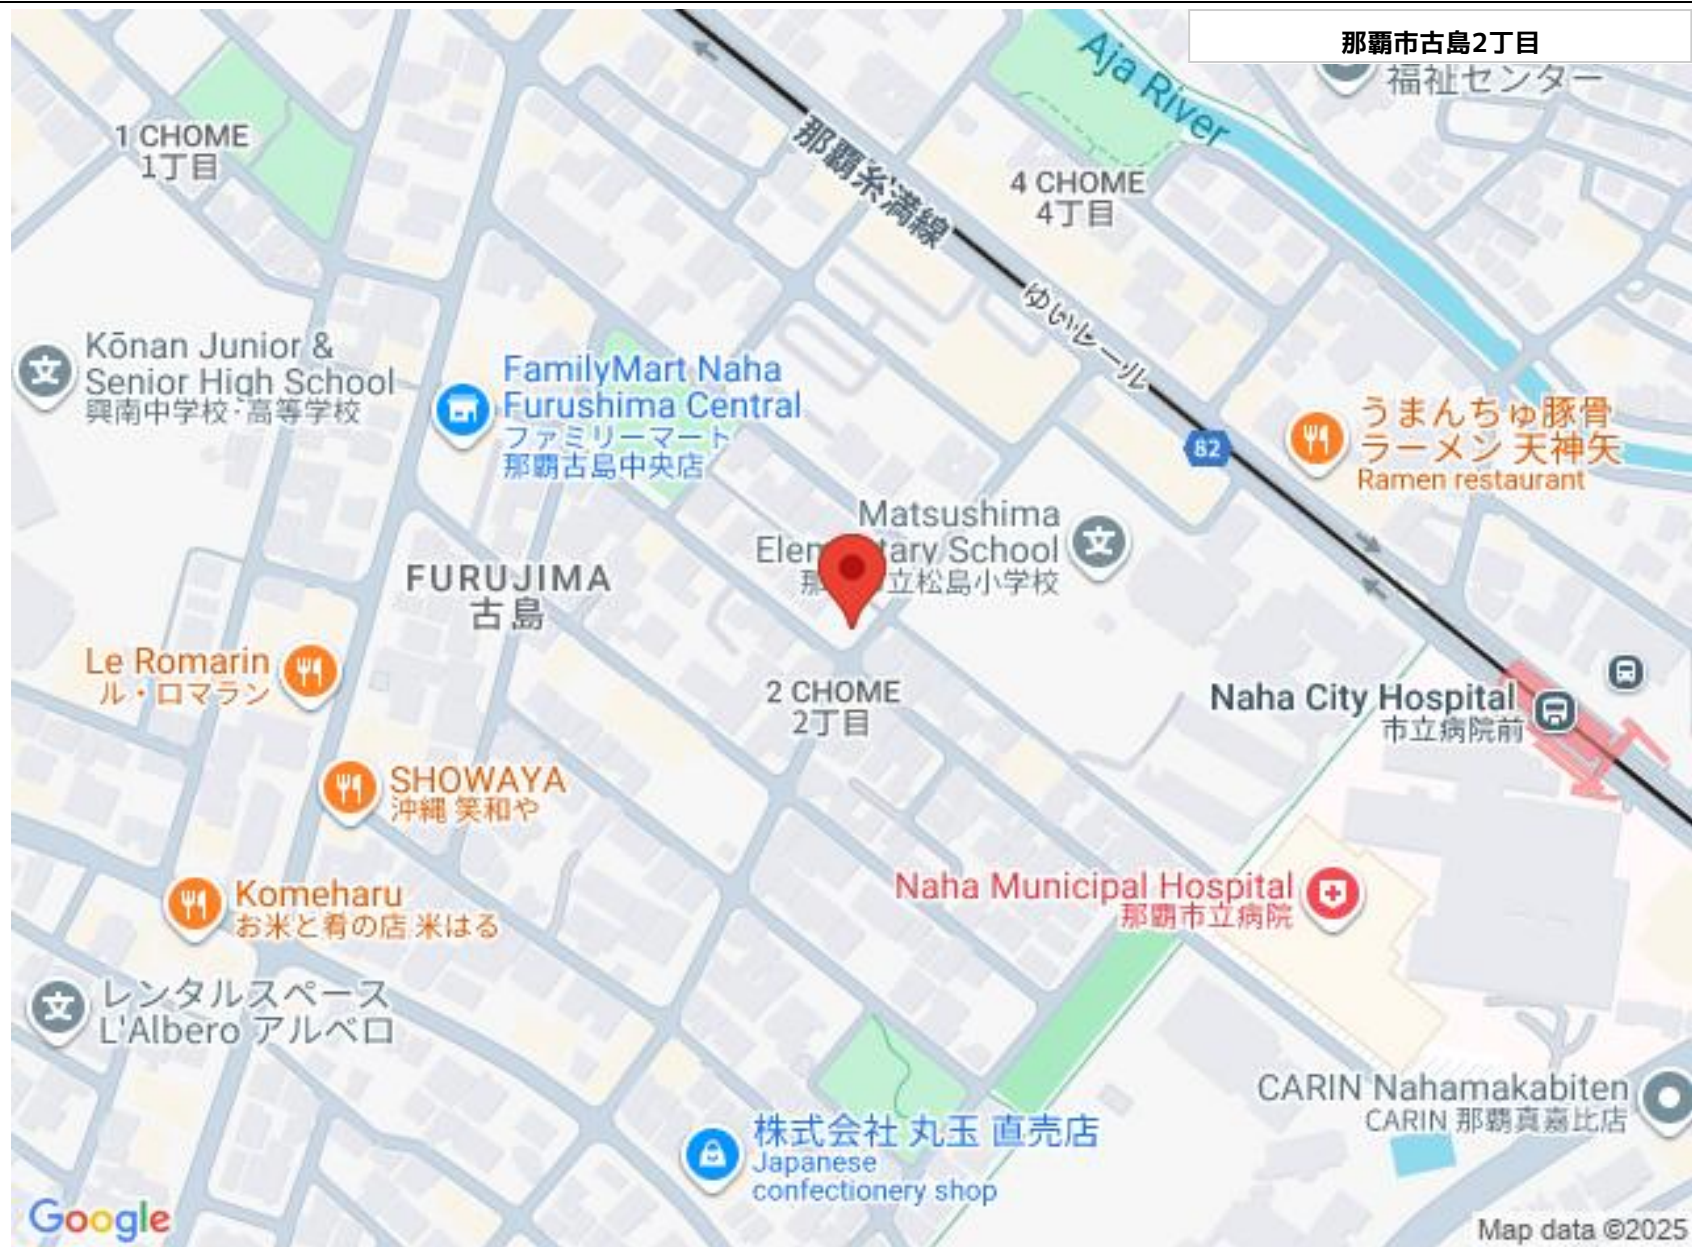 那覇市古島2丁目
福祉センター
Aja River
1 CHOME
1丁目
那覇糸満線
4 CHOME
4丁目
ゆいレール
Kōnan Junior &
Senior High School
興南中学校・高等学校
FamilyMart Naha
Furushima Central
ファミリーマート
那覇古島中央店
82
うまんちゅ豚骨
ラーメン 天神矢
Ramen restaurant
Matsushima
Elem tary School
立松島小学校
FURUJIMA
古島
Le Romarin
ル・ロマラン
2 CHOME
2丁目
Naha City Hospital
市立病院前
SHOWAYA
沖縄 笑和や
Naha Municipal Hospital
那覇市立病院
Komeharu
お米と肴の店 米はる
レンタルスペース
L'Albero アルベロ
CARIN Nahamakabiten
CARIN 那覇真嘉比店
株式会社 丸玉 直売店
Japanese
confectionery shop
Google
Map data ©2025